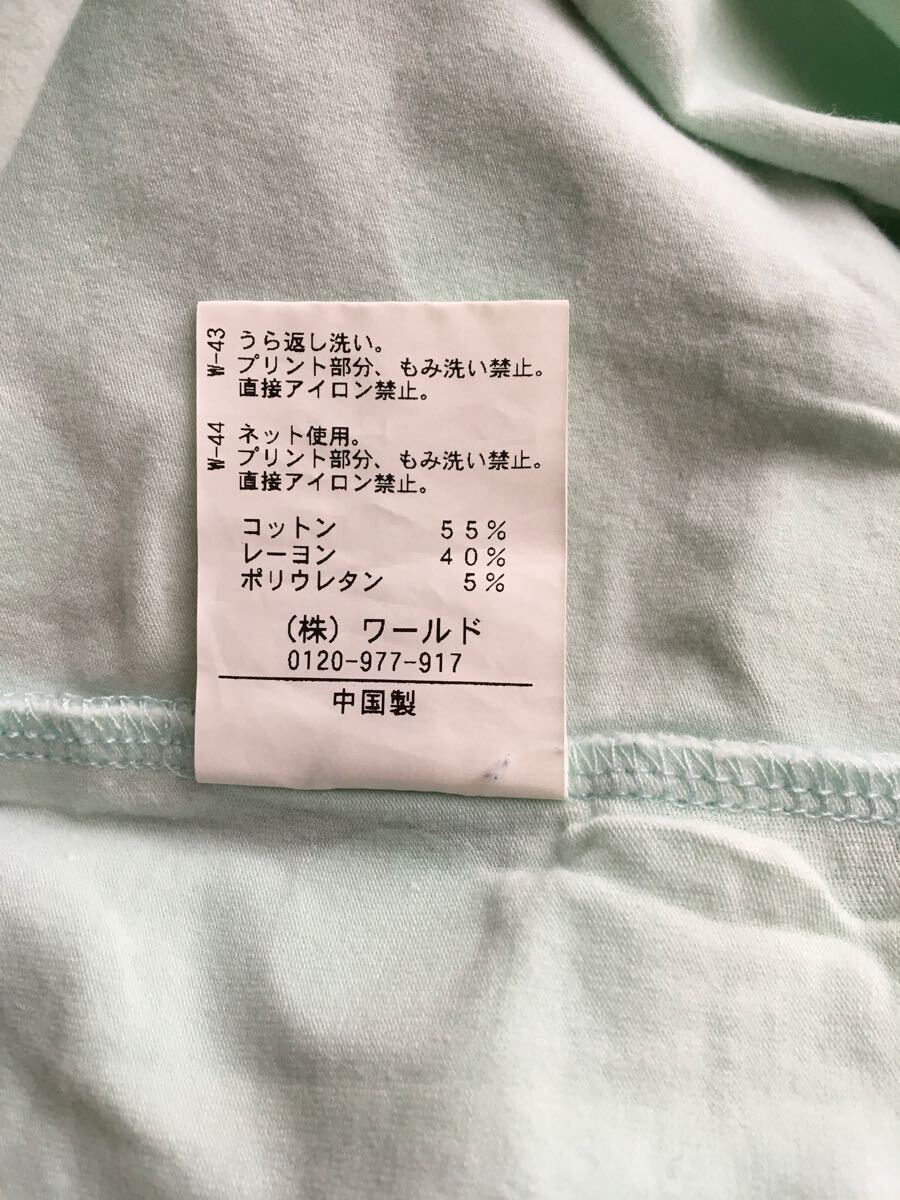 W-43 うら返し洗い。
プリント部分、もみ洗い禁止。
直接アイロン禁止。
W-44 ネット使用。
プリント部分、もみ洗い禁止。
直接アイロン禁止。
コットン 55%
レーヨン 40%
ポリウレタン 5%
(株)ワールド
0120-977-917
中国製